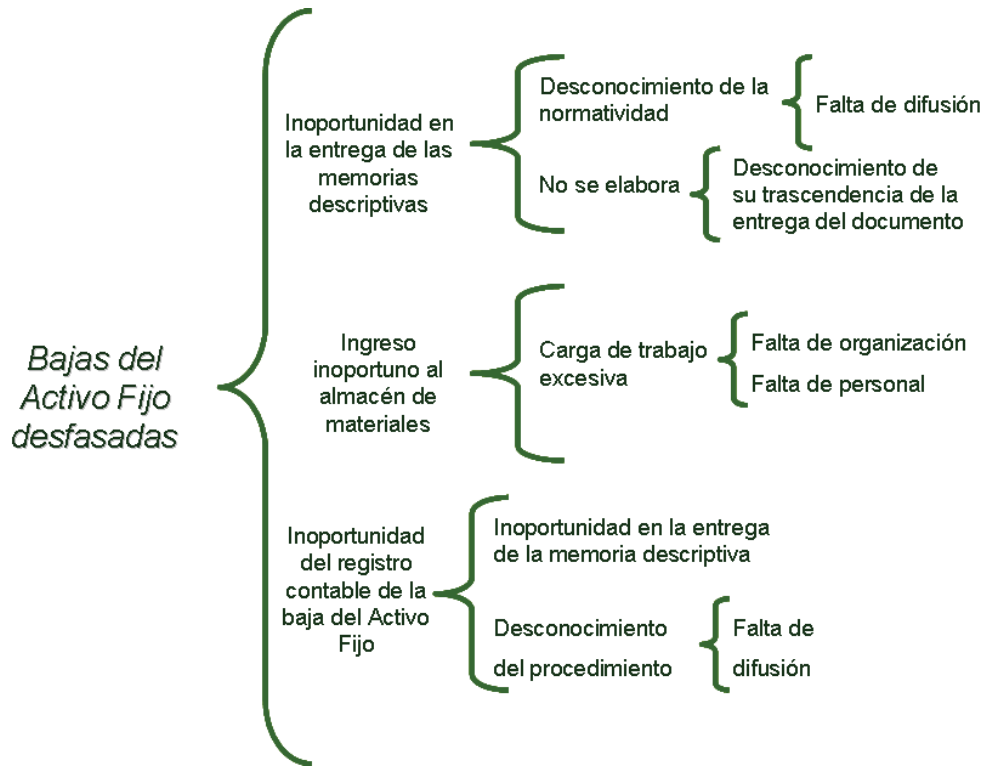 Bajas del
Activo Fijo
desfasadas
Inoportunidad en
la entrega de las
memorias
descriptivas
Desconocimiento de la
normatividad
Falta de difusión
No se elabora
Desconocimiento de
su trascendencia de la
entrega del documento
Ingreso
inoportuno al
almacén de
materiales
Carga de trabajo
excesiva
Falta de organización
Falta de personal
Inoportunidad
del registro
contable de la
baja del Activo
Fijo
Inoportunidad en la entrega
de la memoria descriptiva
Desconocimiento
del procedimiento
Falta de
difusión